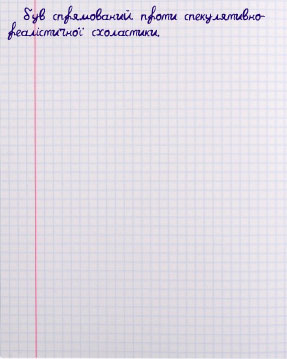 був спрямований проти спекулятивно-
реалістичної схоластики.